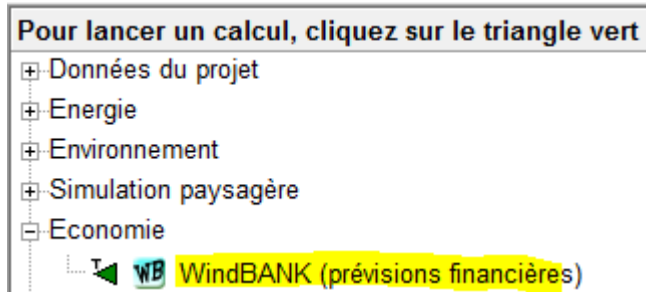 Pour lancer un calcul, cliquez sur le triangle vert
Données du projet
Energie
Environnement
Simulation paysagère
Economie
T WB WindBANK (prévisions financières)